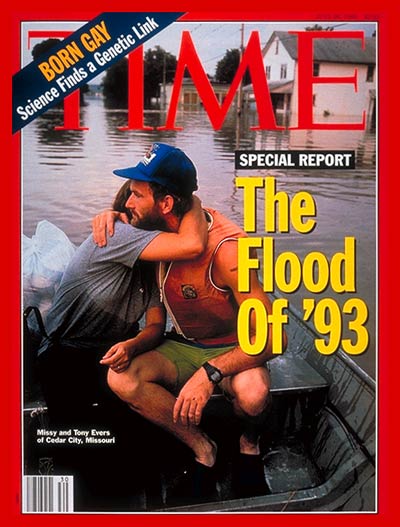 BORN GAY
Science Finds a Genetic Link
TIME
SPECIAL REPORT
The
Flood
Of '93
Missy and Tony Evers
of Cedar City, Missouri
30